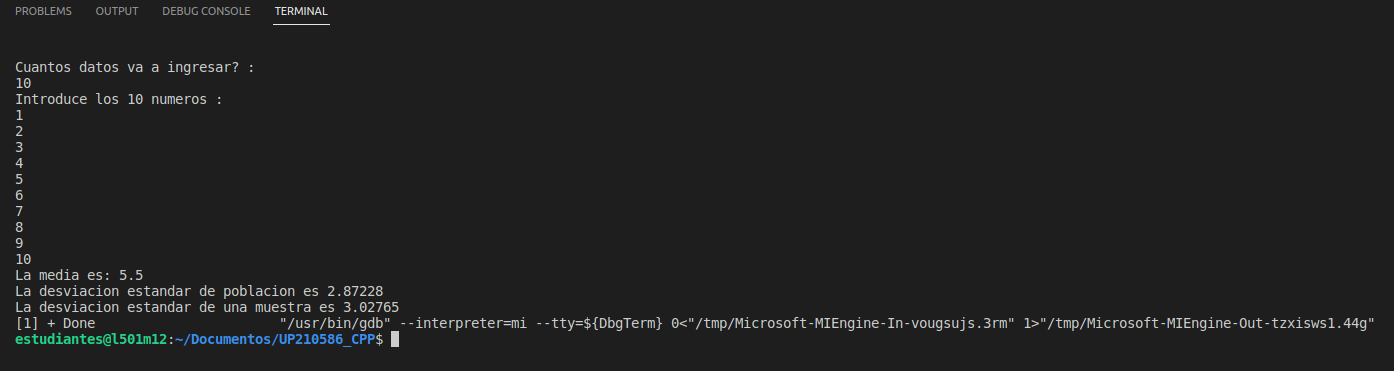 PROBLEMS OUTPUT DEBUG CONSOLE TERMINAL
Cuantos datos va a ingresar? :
10
Introduce los 10 numeros :
1
2
3
4
5
6
7
8
9
10
La media es: 5.5
La desviacion estandar de poblacion es 2.87228
La desviacion estandar de una muestra es 3.02765
[1] + Done                       "/usr/bin/gdb" --interpreter=mi --tty=${DbgTerm} 0<"/tmp/Microsoft-MIEngine-In-vougsujs.3rm" 1>"/tmp/Microsoft-MIEngine-Out-tzxisws1.44g"
estudiantes@l501m12:~/Documentos/UP210586_CPP$